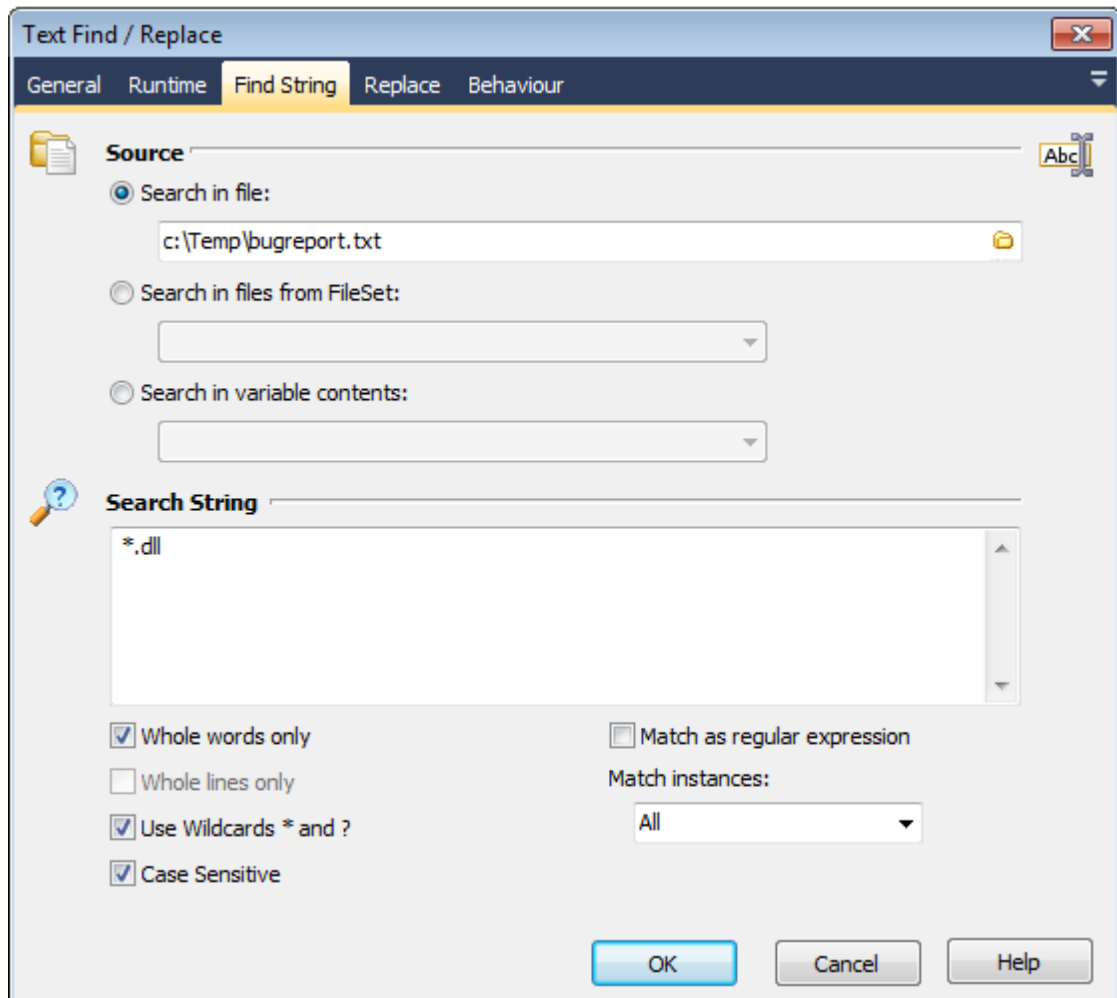 Text Find / Replace
General Runtime Find String Replace Behaviour
Source
Abc
Search in file:
c:\Temp\bugreport.txt
Search in files from FileSet:
Search in variable contents:
Search String
*.dll
Whole words only
Match as regular expression
Whole lines only
Match instances:
Use Wildcards * and ?
All
Case Sensitive
OK Cancel Help